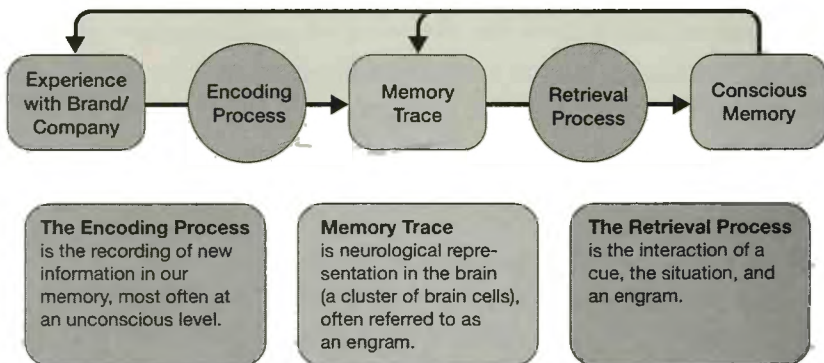 Experience
with Brand/
Company
Encoding
Process
Memory
Trace
Retrieval
Process
Conscious
Memory
The Encoding Process
is the recording of new
information in our
memory, most often at
an unconscious level.
Memory Trace
is neurological repre-
sentation in the brain
(a cluster of brain cells),
often referred to as
an engram.
The Retrieval Process
is the interaction of a
cue, the situation, and
an engram.